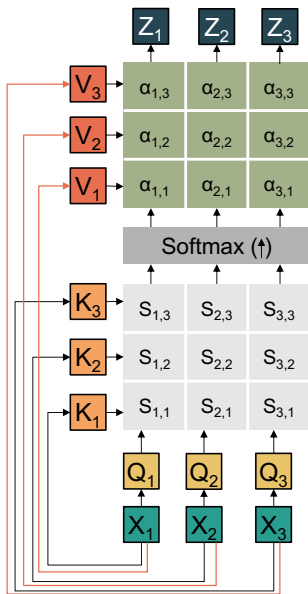 Z1 Z2 Z3
V3 α1,3 α2,3 α3,3
V2 α1,2 α2,2 α3,2
V1 α1,1 α2,1 α3,1
Softmax (↑)
K3 S1,3 S2,3 S3,3
K2 S1,2 S2,2 S3,2
K1 S1,1 S2,1 S3,1
Q1 Q2 Q3
X1 X2 X3